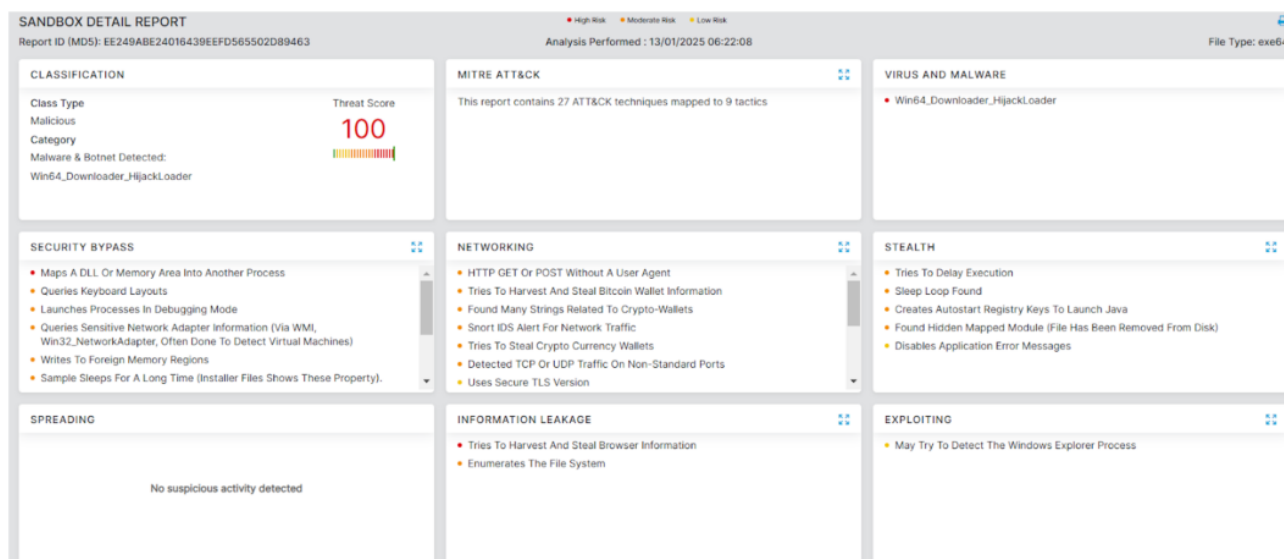 SANDBOX DETAIL REPORT
High Risk Moderate Risk Low Risk
Report ID (MD5): EE249ABE24016439EEFD565502D89463
Analysis Performed : 13/01/2025 06:22:08
File Type: exe64
CLASSIFICATION
Class Type
Threat Score
Malicious
100
Category
Malware & Botnet Detected:
Win64_Downloader_HijackLoader
MITRE ATT&CK
This report contains 27 ATT&CK techniques mapped to 9 tactics
VIRUS AND MALWARE
Win64_Downloader_HijackLoader
SECURITY BYPASS
Maps A DLL Or Memory Area Into Another Process
Queries Keyboard Layouts
Launches Processes In Debugging Mode
Queries Sensitive Network Adapter Information (Via WMI,
Win32_NetworkAdapter, Often Done To Detect Virtual Machines)
Writes To Foreign Memory Regions
Sample Sleeps For A Long Time (Installer Files Shows These Property).
NETWORKING
HTTP GET Or POST Without A User Agent
Tries To Harvest And Steal Bitcoin Wallet Information
Found Many Strings Related To Crypto-Wallets
Snort IDS Alert For Network Traffic
Tries To Steal Crypto Currency Wallets
Detected TCP Or UDP Traffic On Non-Standard Ports
Uses Secure TLS Version
STEALTH
Tries To Delay Execution
Sleep Loop Found
Creates Autostart Registry Keys To Launch Java
Found Hidden Mapped Module (File Has Been Removed From Disk)
Disables Application Error Messages
SPREADING
No suspicious activity detected
INFORMATION LEAKAGE
Tries To Harvest And Steal Browser Information
Enumerates The File System
EXPLOITING
May Try To Detect The Windows Explorer Process